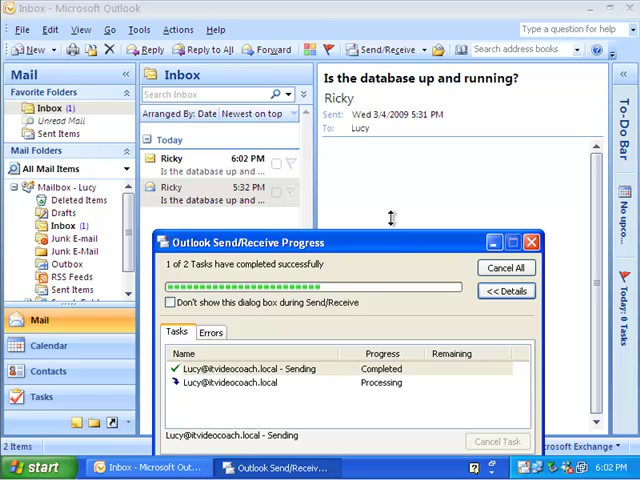 Inbox - Microsoft Outlook
File Edit View Go Tools Actions Help
Type a question for help
New Reply Reply to All Forward Send/Receive Search address books
Mail
Favorite Folders
Inbox (1)
Unread Mail
Sent Items
Mail Folders
All Mail Items
Mailbox - Lucy
Deleted Items
Drafts
Inbox (1)
Junk E-mail
Junk E-mail
Outbox
RSS Feeds
Sent Items
Mail
Calendar
Contacts
Tasks
Inbox
Search Inbox
Arranged By: Date Newest on top
Today
Ricky 6:02 PM
Is the database up and ...
Ricky 5:32 PM
Is the database up and ...
Is the database up and running?
Ricky
Sent: Wed 3/4/2009 5:31 PM
To: Lucy
To-Do Bar
No upco...
Today: 0 Tasks
Outlook Send/Receive Progress
1 of 2 Tasks have completed successfully
Cancel All
<< Details
Don't show this dialog box during Send/Receive
Tasks Errors
Name Progress Remaining
Lucy@itvideocoach.local - Sending Completed
Lucy@itvideocoach.local Processing
Lucy@itvideocoach.local - Sending
Cancel Task
2 Items
osoft Exchange
start Inbox - Microsoft Out... Outlook Send/Receiv... 6:02 PM